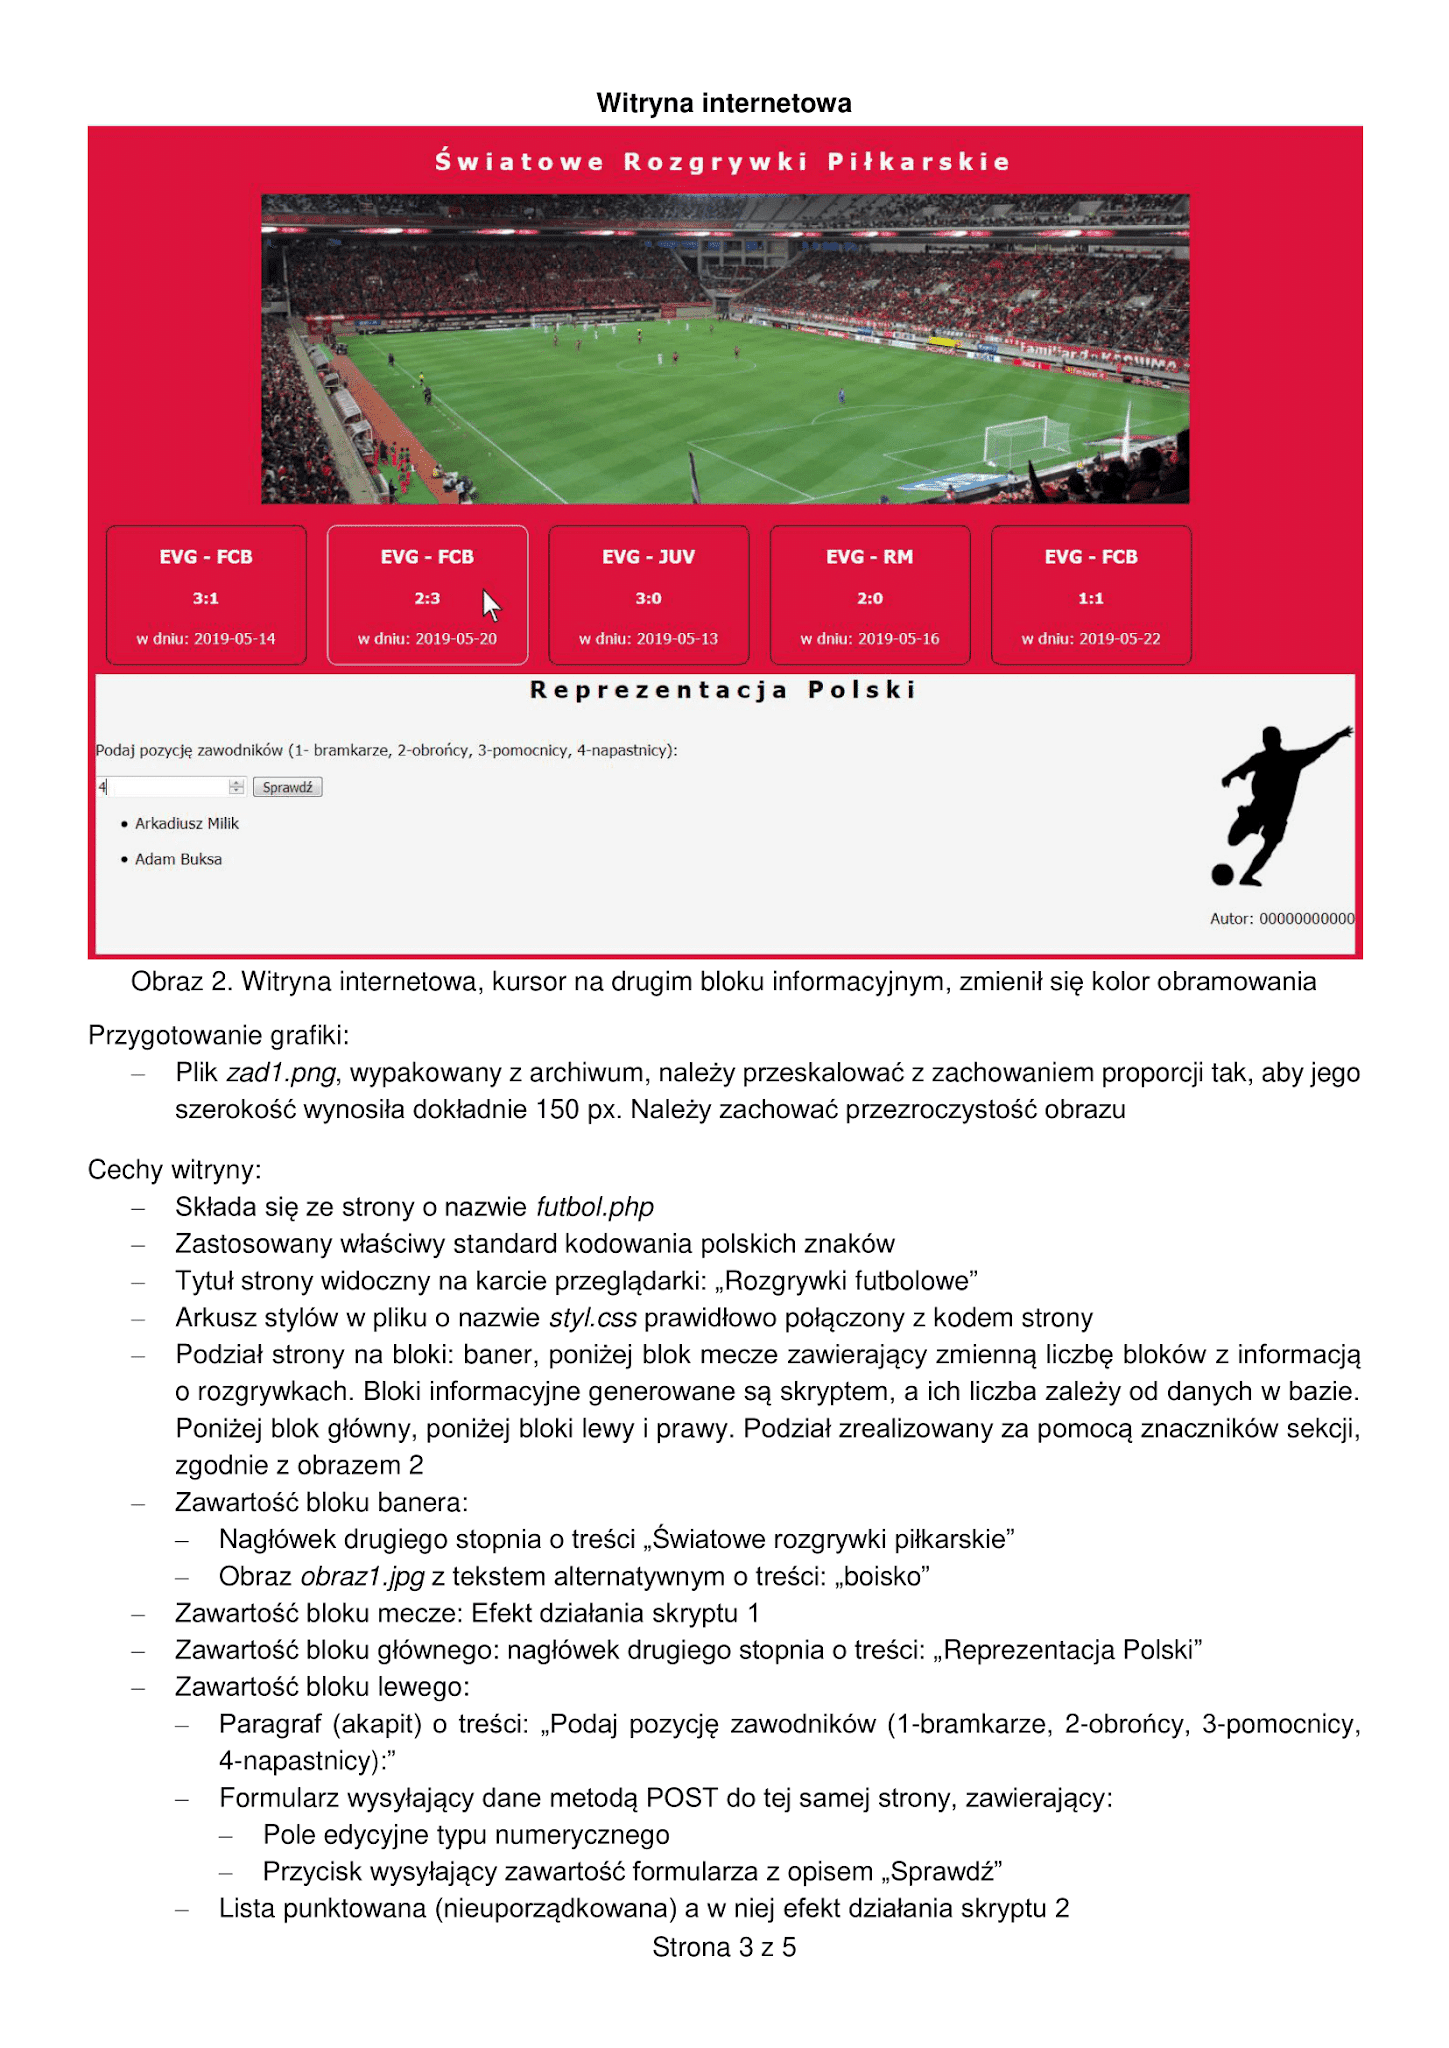 Witryna internetowa
Światowe Rozgrywki Piłkarskie
EVG - FCB
3:1
w dniu: 2019-05-14
EVG - FCB
2:3
w dniu: 2019-05-20
EVG - JUV
3:0
w dniu: 2019-05-13
EVG - RM
2:0
w dniu: 2019-05-16
EVG - FCB
1:1
w dniu: 2019-05-22
Reprezentacja Polski
Podaj pozycję zawodników (1- bramkarze, 2-obrońcy, 3-pomocnicy, 4-napastnicy):
4 Sprawdź
• Arkadiusz Milik
• Adam Buksa
Autor: 00000000000
Obraz 2. Witryna internetowa, kursor na drugim bloku informacyjnym, zmienił się kolor obramowania
Przygotowanie grafiki:
– Plik zad1.png, wypakowany z archiwum, należy przeskalować z zachowaniem proporcji tak, aby jego
szerokość wynosiła dokładnie 150 px. Należy zachować przezroczystość obrazu
Cechy witryny:
– Składa się ze strony o nazwie futbol.php
– Zastosowany właściwy standard kodowania polskich znaków
– Tytuł strony widoczny na karcie przeglądarki: „Rozgrywki futbolowe”
– Arkusz stylów w pliku o nazwie styl.css prawidłowo połączony z kodem strony
– Podział strony na bloki: baner, poniżej blok mecze zawierający zmienną liczbę bloków z informacją
o rozgrywkach. Bloki informacyjne generowane są skryptem, a ich liczba zależy od danych w bazie.
Poniżej blok główny, poniżej bloki lewy i prawy. Podział zrealizowany za pomocą znaczników sekcji,
zgodnie z obrazem 2
– Zawartość bloku banera:
– Nagłówek drugiego stopnia o treści „Światowe rozgrywki piłkarskie”
– Obraz obraz1.jpg z tekstem alternatywnym o treści: „boisko”
– Zawartość bloku mecze: Efekt działania skryptu 1
– Zawartość bloku głównego: nagłówek drugiego stopnia o treści: „Reprezentacja Polski”
– Zawartość bloku lewego:
– Paragraf (akapit) o treści: „Podaj pozycję zawodników (1-bramkarze, 2-obrońcy, 3-pomocnicy,
4-napastnicy):”
– Formularz wysyłający dane metodą POST do tej samej strony, zawierający:
– Pole edycyjne typu numerycznego
– Przycisk wysyłający zawartość formularza z opisem „Sprawdź”
– Lista punktowana (nieuporządkowana) a w niej efekt działania skryptu 2
Strona 3 z 5